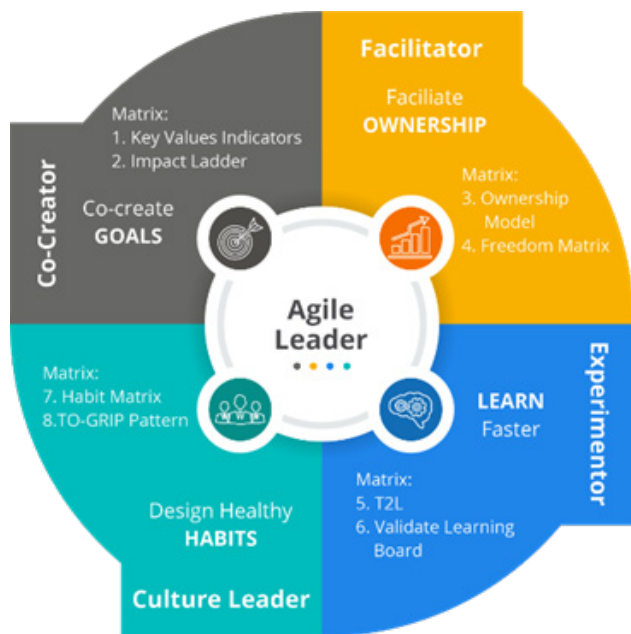 Co-Creator
Matrix:
1. Key Values Indicators
2. Impact Ladder
Co-create
GOALS
Facilitator
Faciliate
OWNERSHIP
Matrix:
3. Ownership
Model
4. Freedom Matrix
Agile
Leader
Experimentor
LEARN
Faster
Matrix:
5. T2L
6. Validate Learning
Board
Matrix:
7. Habit Matrix
8.TO-GRIP Pattern
Design Healthy
HABITS
Culture Leader